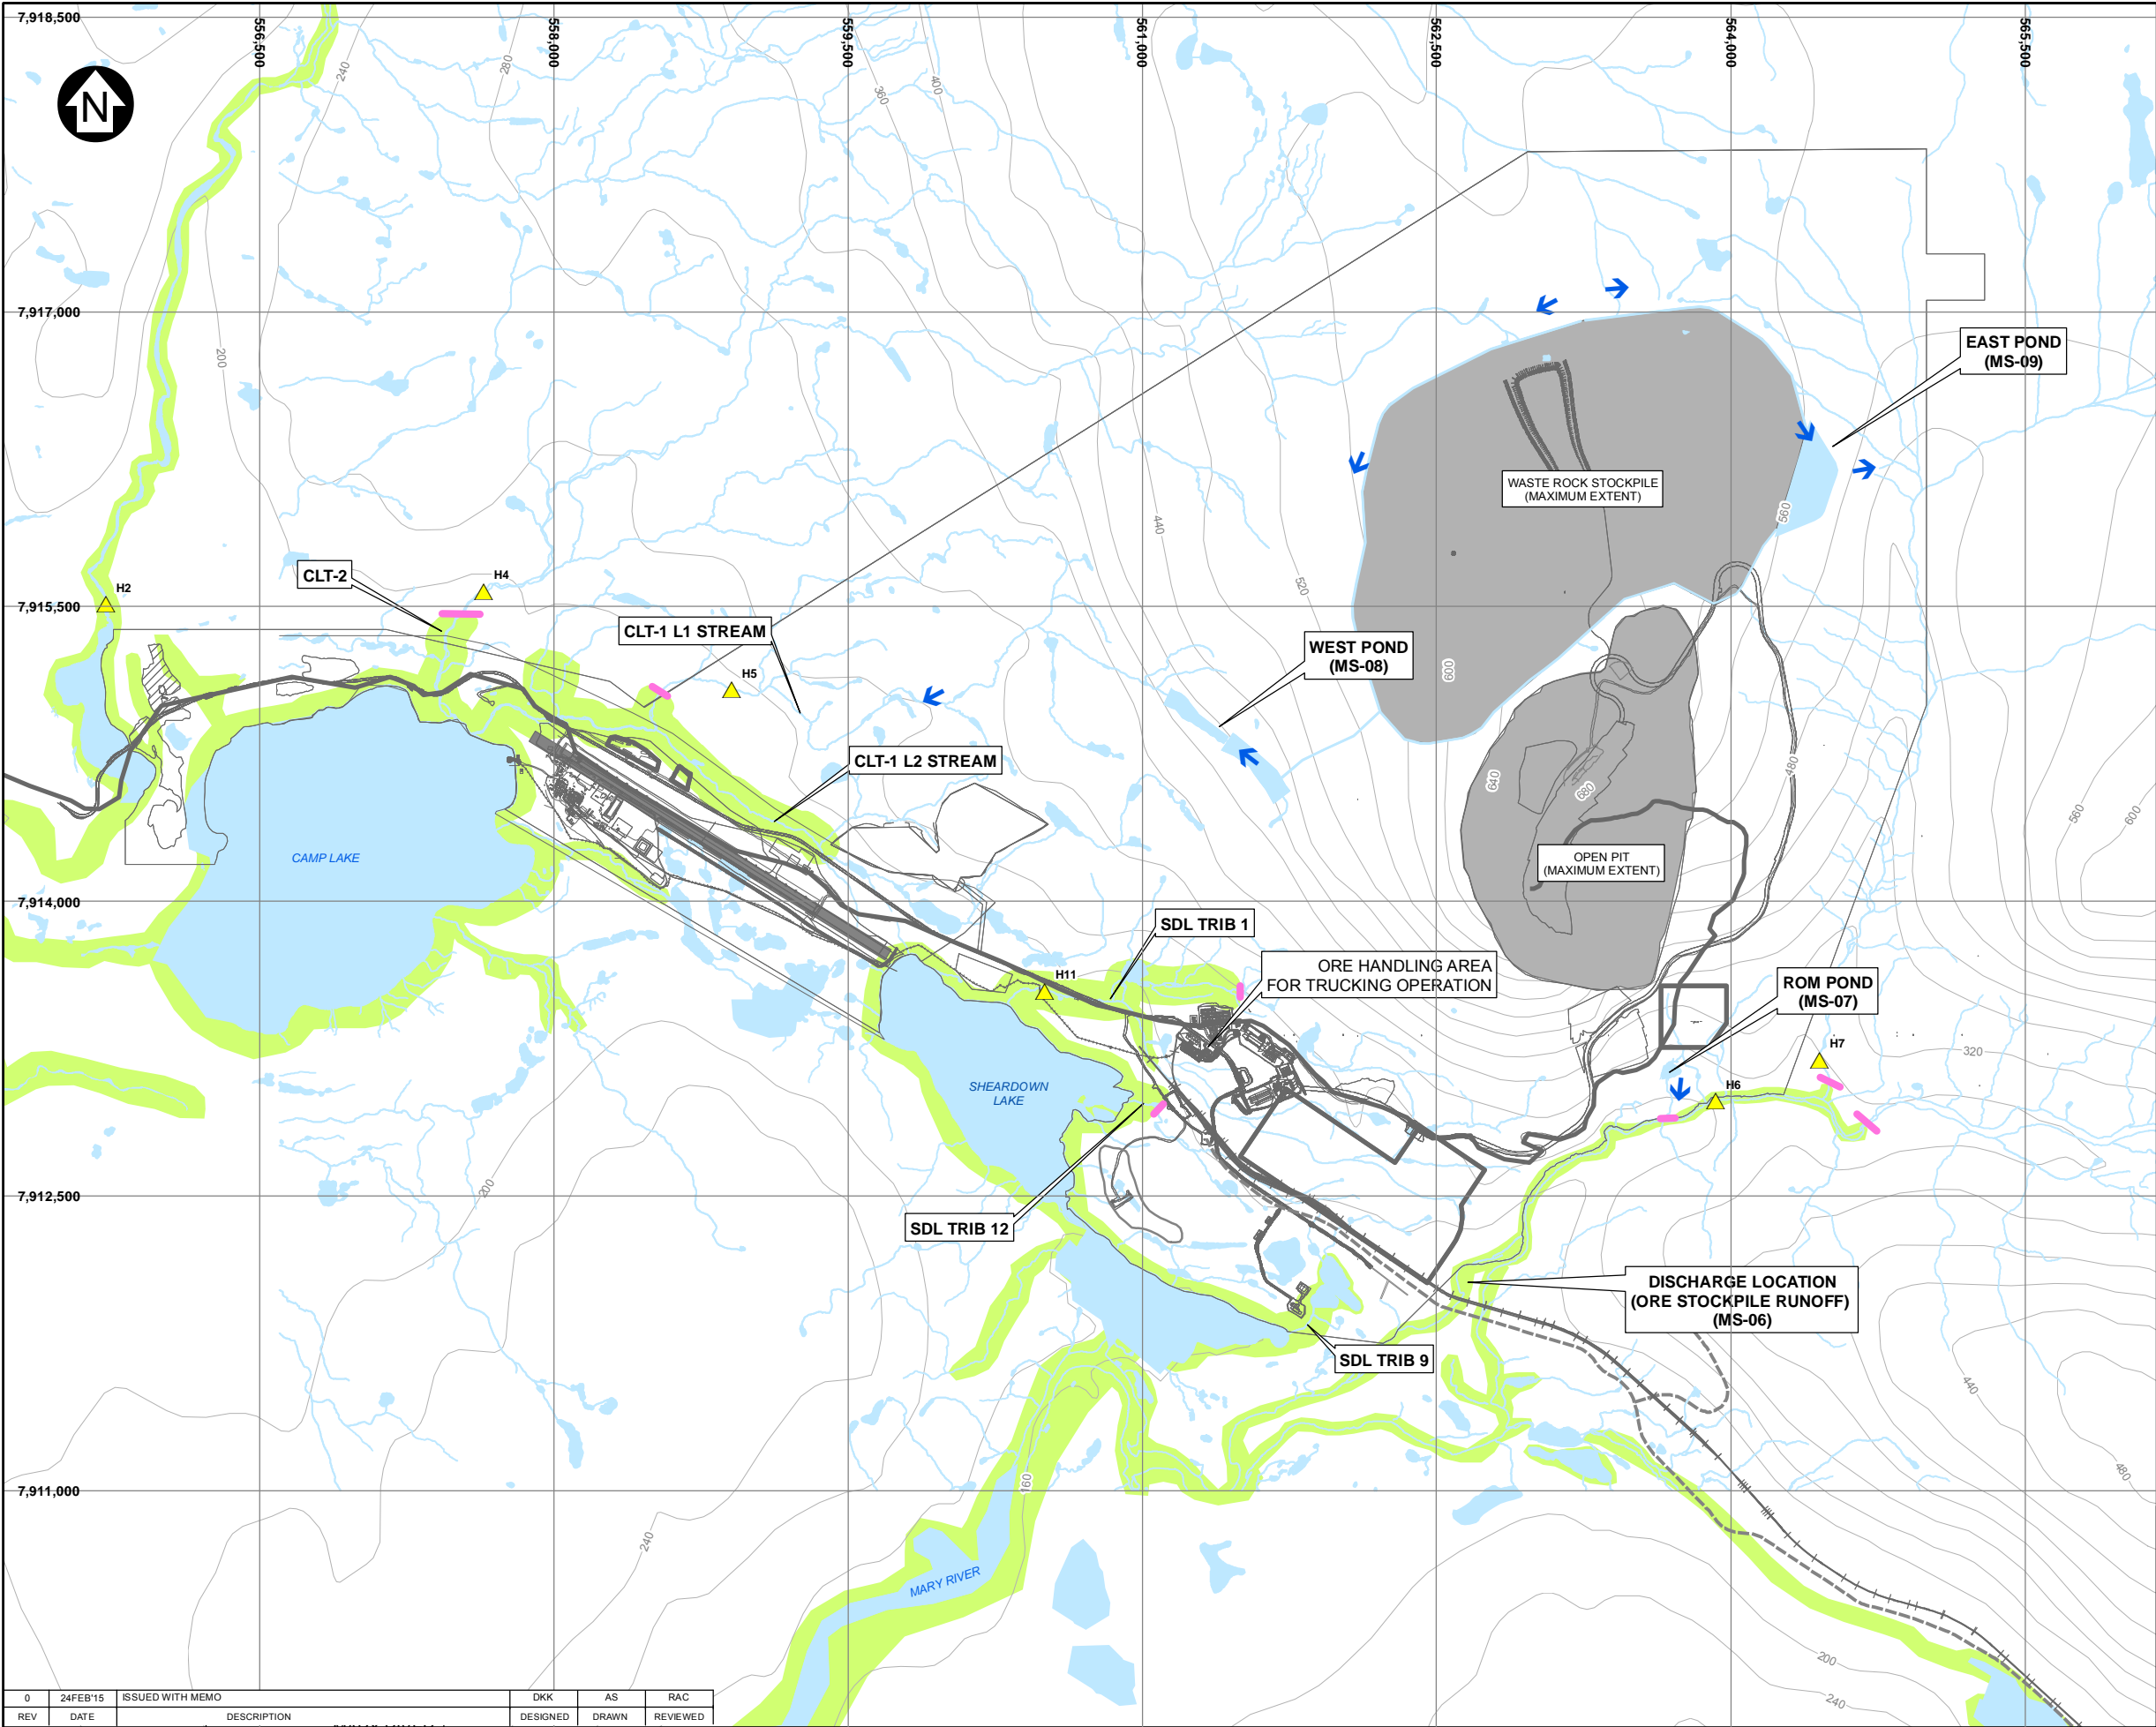 7,918,500
556,500
558,000
559,500
561,000
562,500
564,000
565,500
N
240
280
360
400
7,917,000
200
EAST POND
(MS-09)
WASTE ROCK STOCKPILE
(MAXIMUM EXTENT)
560
440
520
CLT-2
H4
H2
7,915,500
CLT-1 L1 STREAM
WEST POND
(MS-08)
600
H5
CLT-1 L2 STREAM
640
680
480
560
600
CAMP LAKE
OPEN PIT
(MAXIMUM EXTENT)
7,914,000
SDL TRIB 1
ORE HANDLING AREA
FOR TRUCKING OPERATION
H11
ROM POND
(MS-07)
H7
320
H6
SHEARDOWN
LAKE
200
7,912,500
SDL TRIB 12
DISCHARGE LOCATION
(ORE STOCKPILE RUNOFF)
(MS-06)
SDL TRIB 9
440
480
7,911,000
160
240
MARY RIVER
200
240
0 24FEB'15 ISSUED WITH MEMO DKK AS RAC
REV DATE DESCRIPTION DESIGNED DRAWN REVIEWED